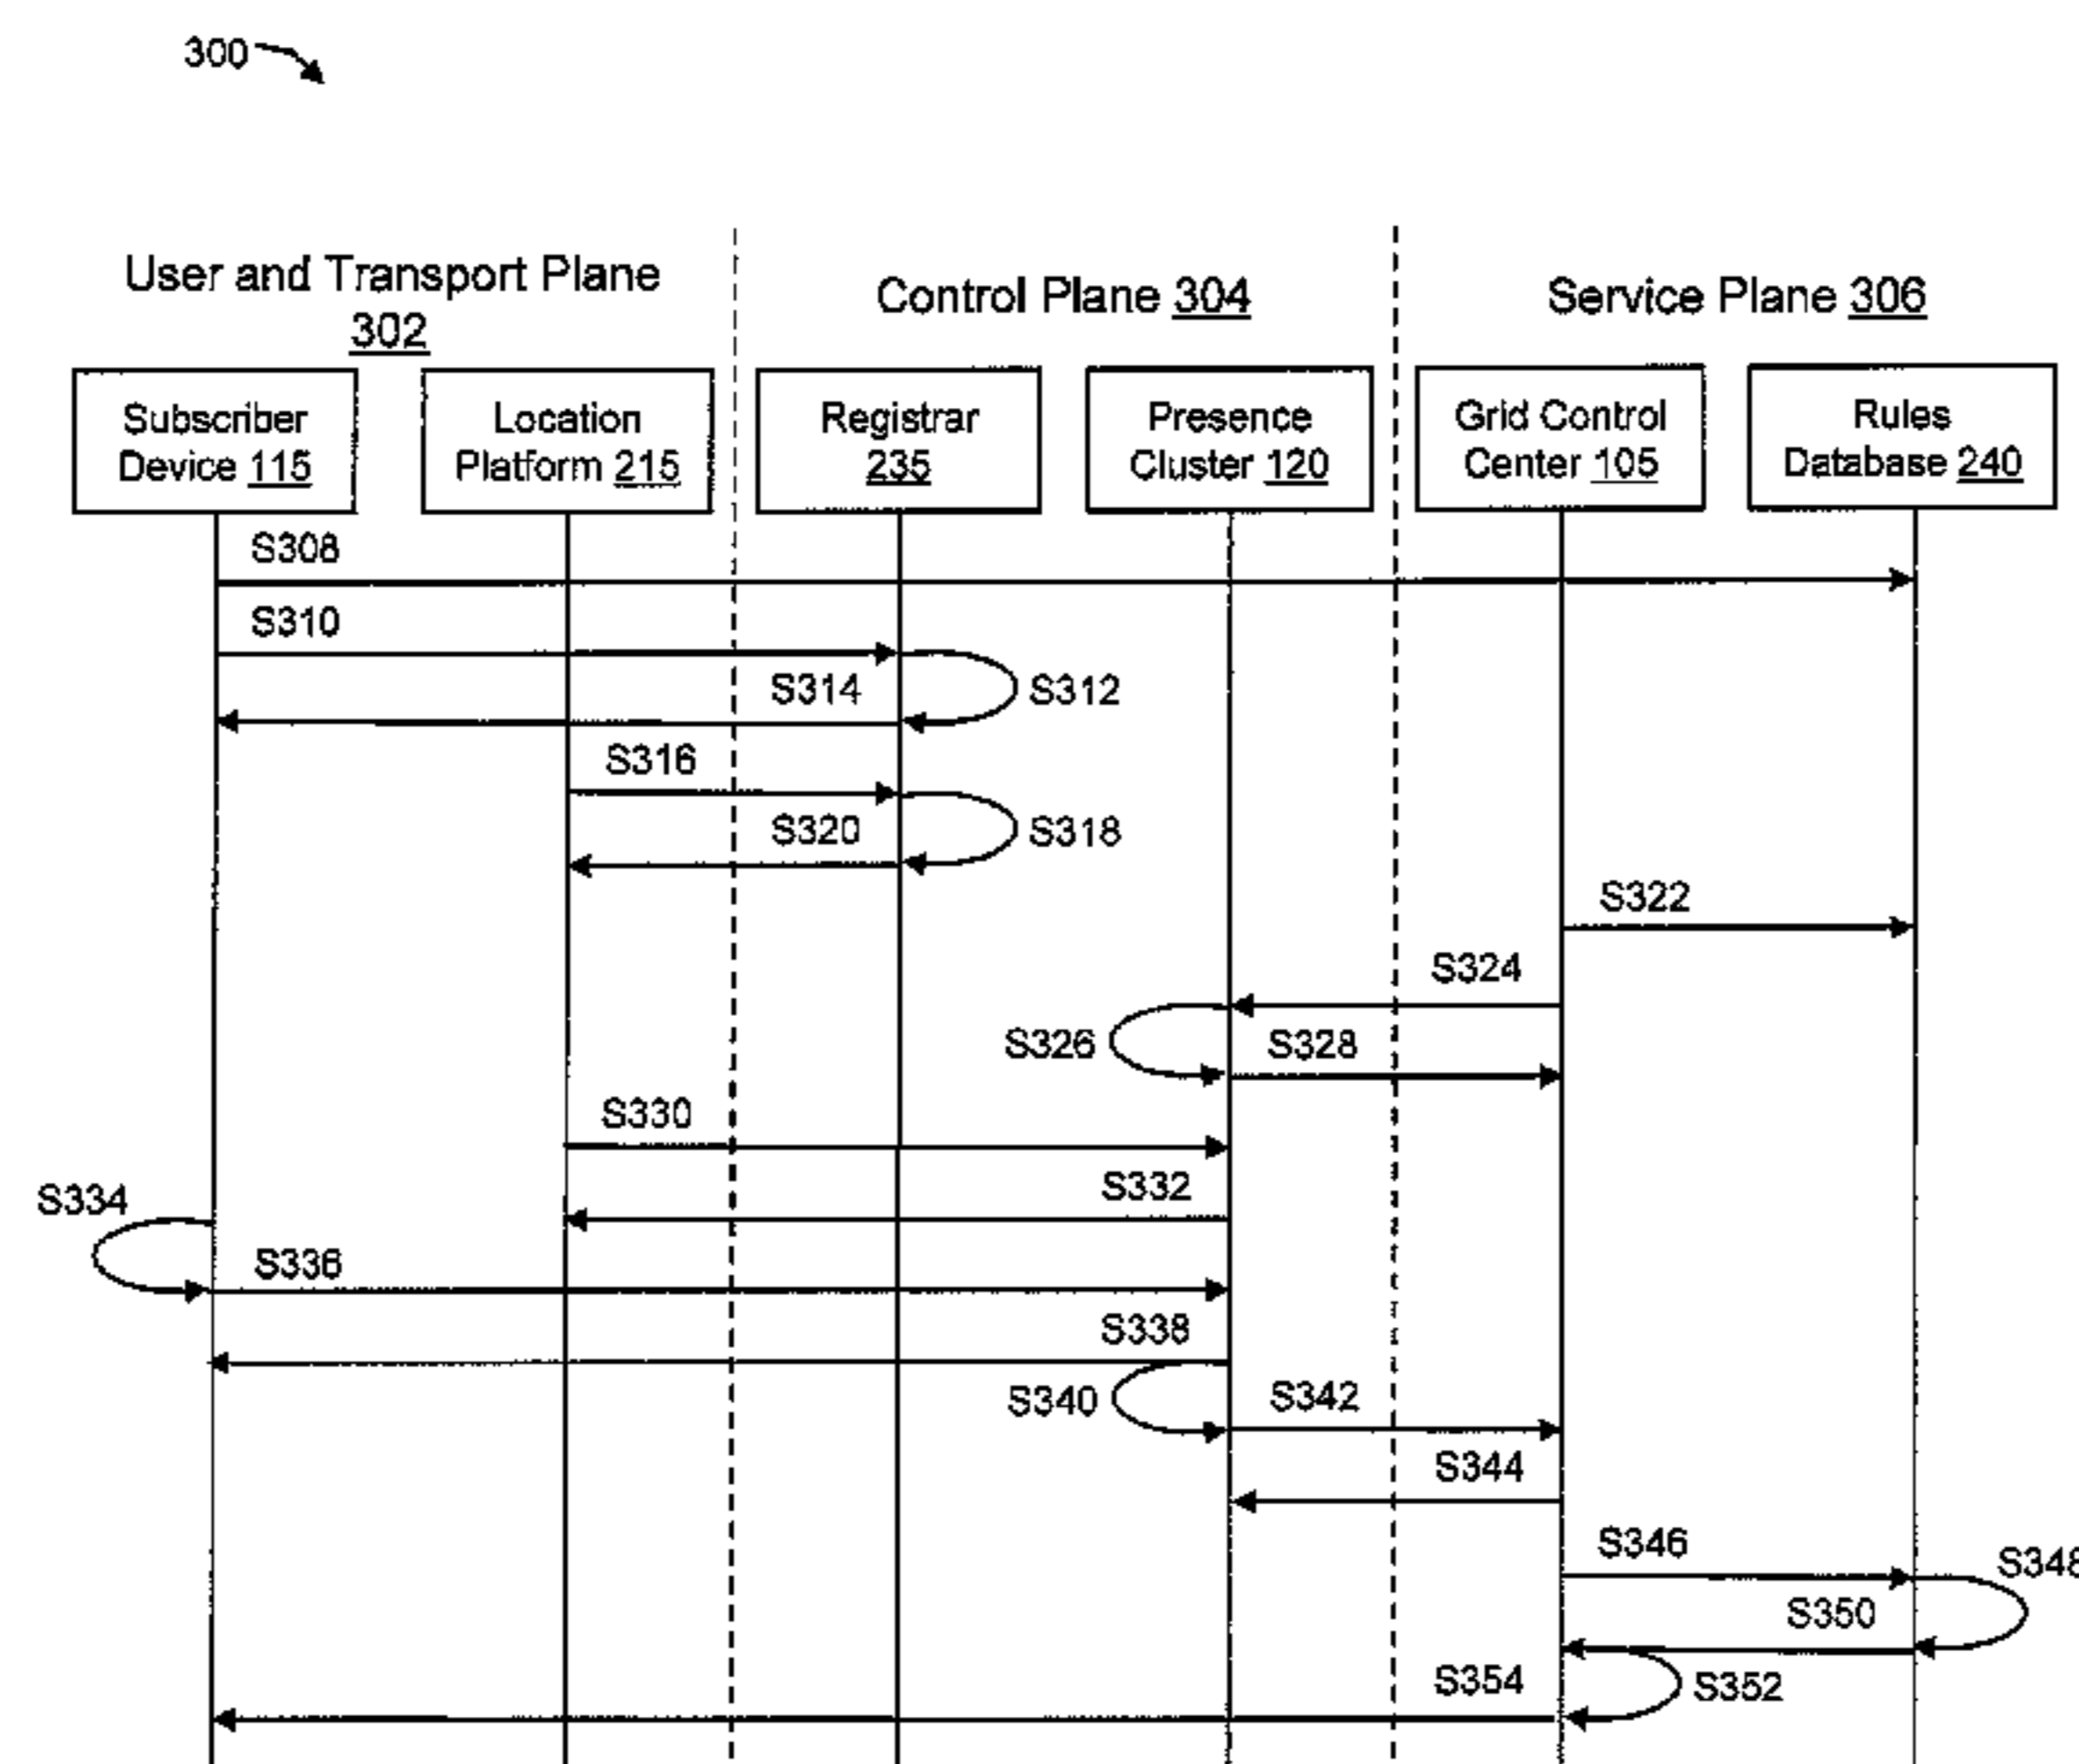 300
User and Transport Plane
302
Control Plane 304
Service Plane 306
Subscriber
Device 115
Location
Platform 215
Registrar
235
Presence
Cluster 120
Grid Control
Center 105
Rules
Database 240
S308
S310
S314
S312
S316
S320
S318
S322
S324
S326
S328
S330
S332
S334
S336
S338
S340
S342
S344
S346
S348
S350
S354
S352